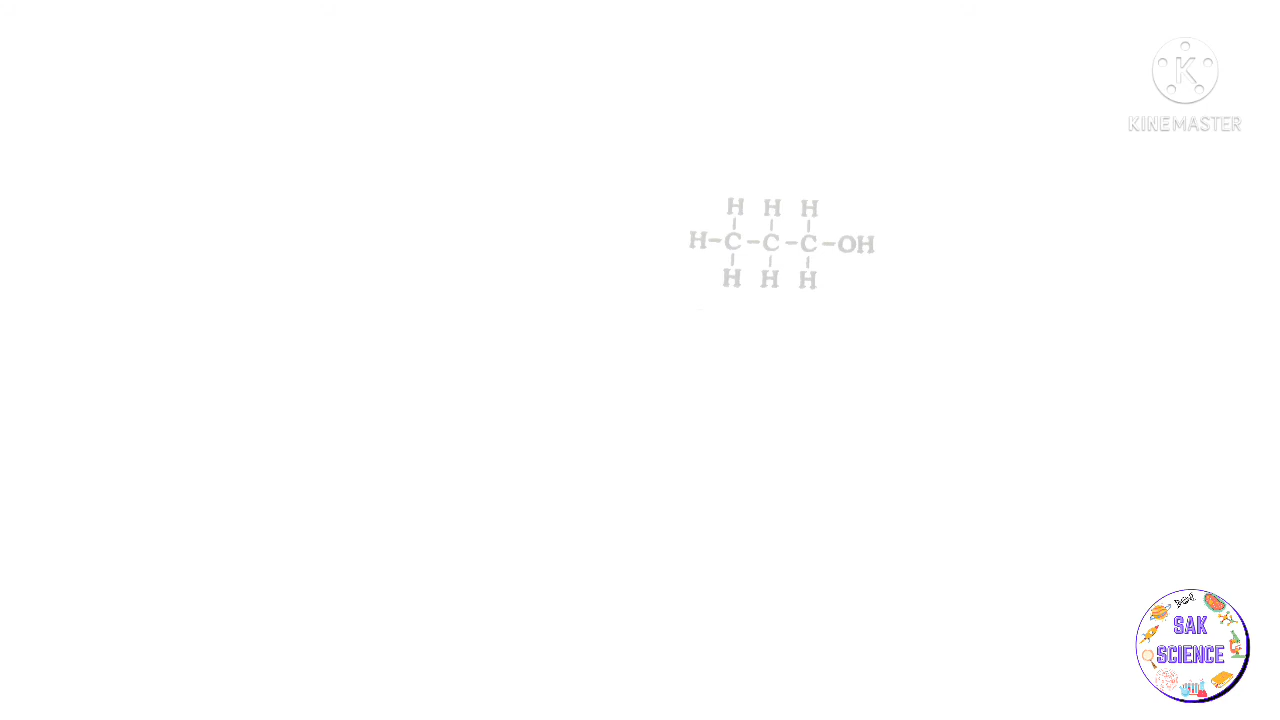 KINEMASTER
H H H
H-C-C-C-OH
H H H
SAK
SCIENCE